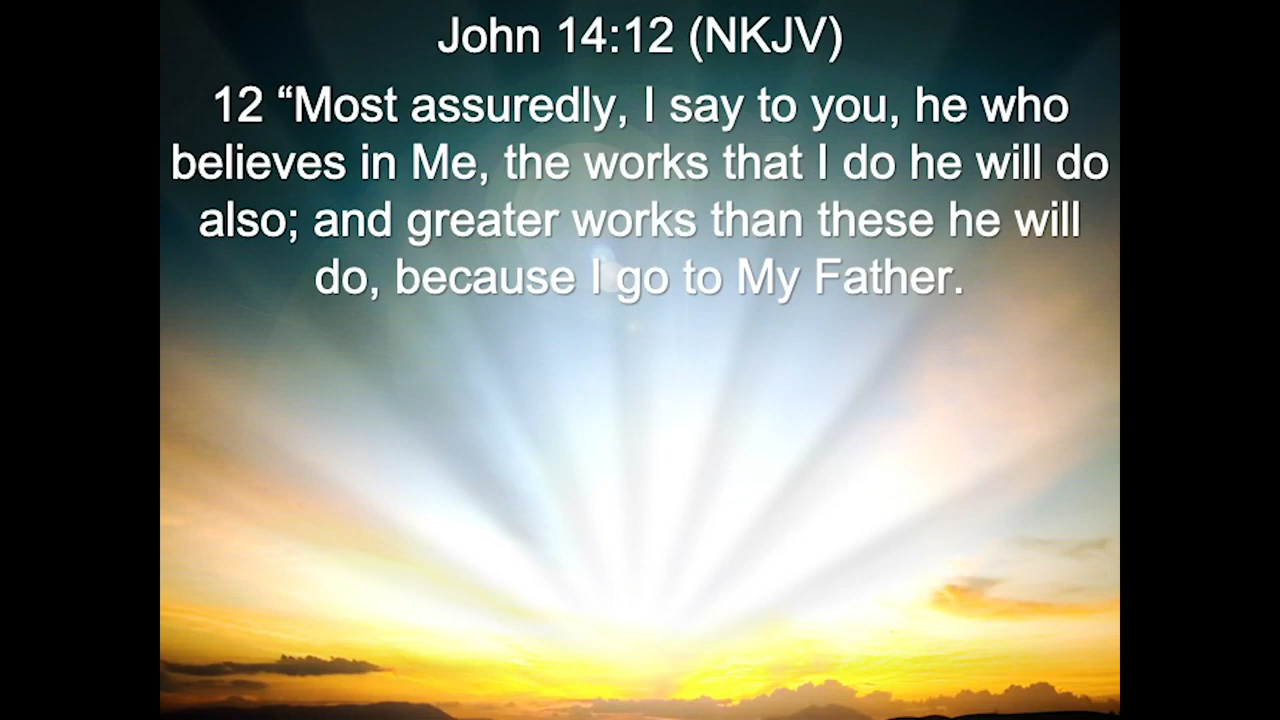 John 14:12 (NKJV)
12 “Most assuredly, I say to you, he who
believes in Me, the works that I do he will do
also; and greater works than these he will
do, because I go to My Father.